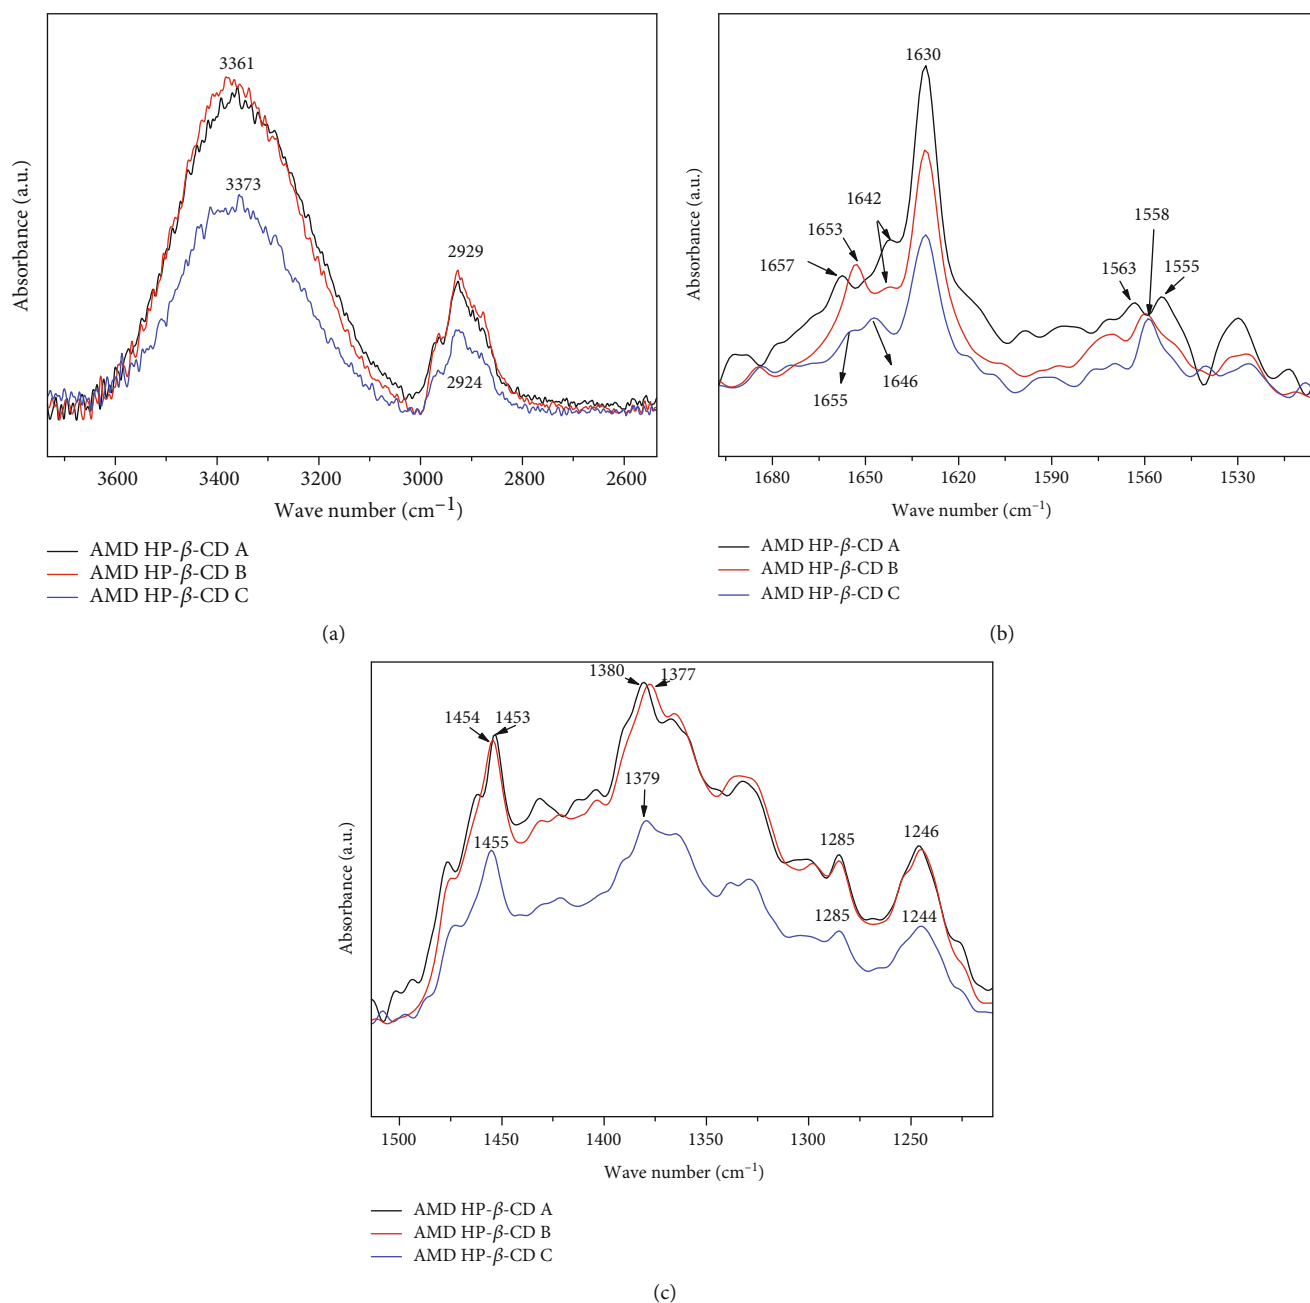 3361
3373
2929
2924
Absorbance (a.u.)
3600 3400 3200 3000 2800 2600
Wave number (cm⁻¹)
AMD HP-β-CD A
AMD HP-β-CD B
AMD HP-β-CD C
(a)
1630
1642
1653
1657
1558
1563 1555
1655
1646
Absorbance (a.u.)
1680 1650 1620 1590 1560 1530
Wave number (cm⁻¹)
AMD HP-β-CD A
AMD HP-β-CD B
AMD HP-β-CD C
(b)
1380 1377
1454 1453
1379
1455
1285
1246
1285
1244
Absorbance (a.u.)
1500 1450 1400 1350 1300 1250
Wave number (cm⁻¹)
AMD HP-β-CD A
AMD HP-β-CD B
AMD HP-β-CD C
(c)